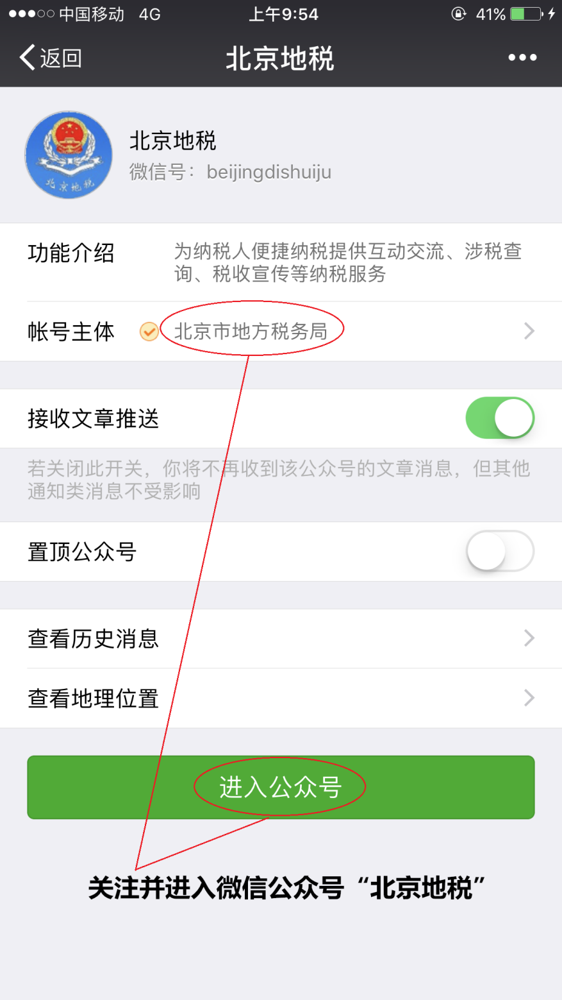 中国移动 4G 上午9:54 41%
返回 北京地税
北京地税
微信号: beijingdishuiju
北京地税
功能介绍 为纳税人便捷纳税提供互动交流、涉税查
询、税收宣传等纳税服务
帐号主体 北京市地方税务局
接收文章推送
若关闭此开关，你将不再收到该公众号的文章消息，但其他
通知类消息不受影响
置顶公众号
查看历史消息
查看地理位置
进入公众号
关注并进入微信公众号“北京地税”